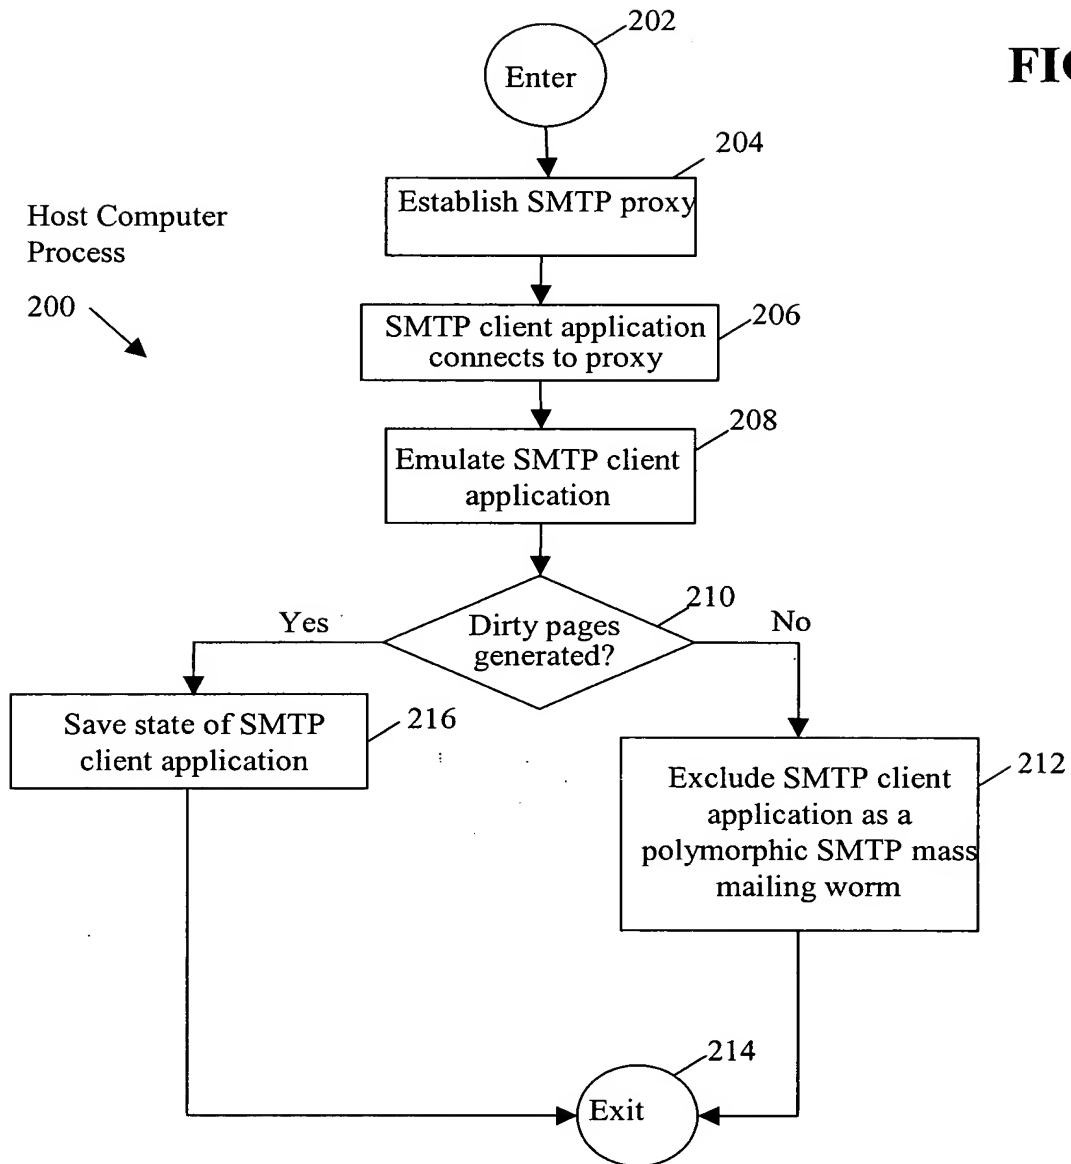 202
FIG
Enter
204
Establish SMTP proxy
Host Computer
Process
200
SMTP client application
connects to proxy
206
208
Emulate SMTP client
application
210
Yes
No
Dirty pages
generated?
Save state of SMTP
client application
216
Exclude SMTP client
application as a
polymorphic SMTP mass
mailing worm
212
214
Exit